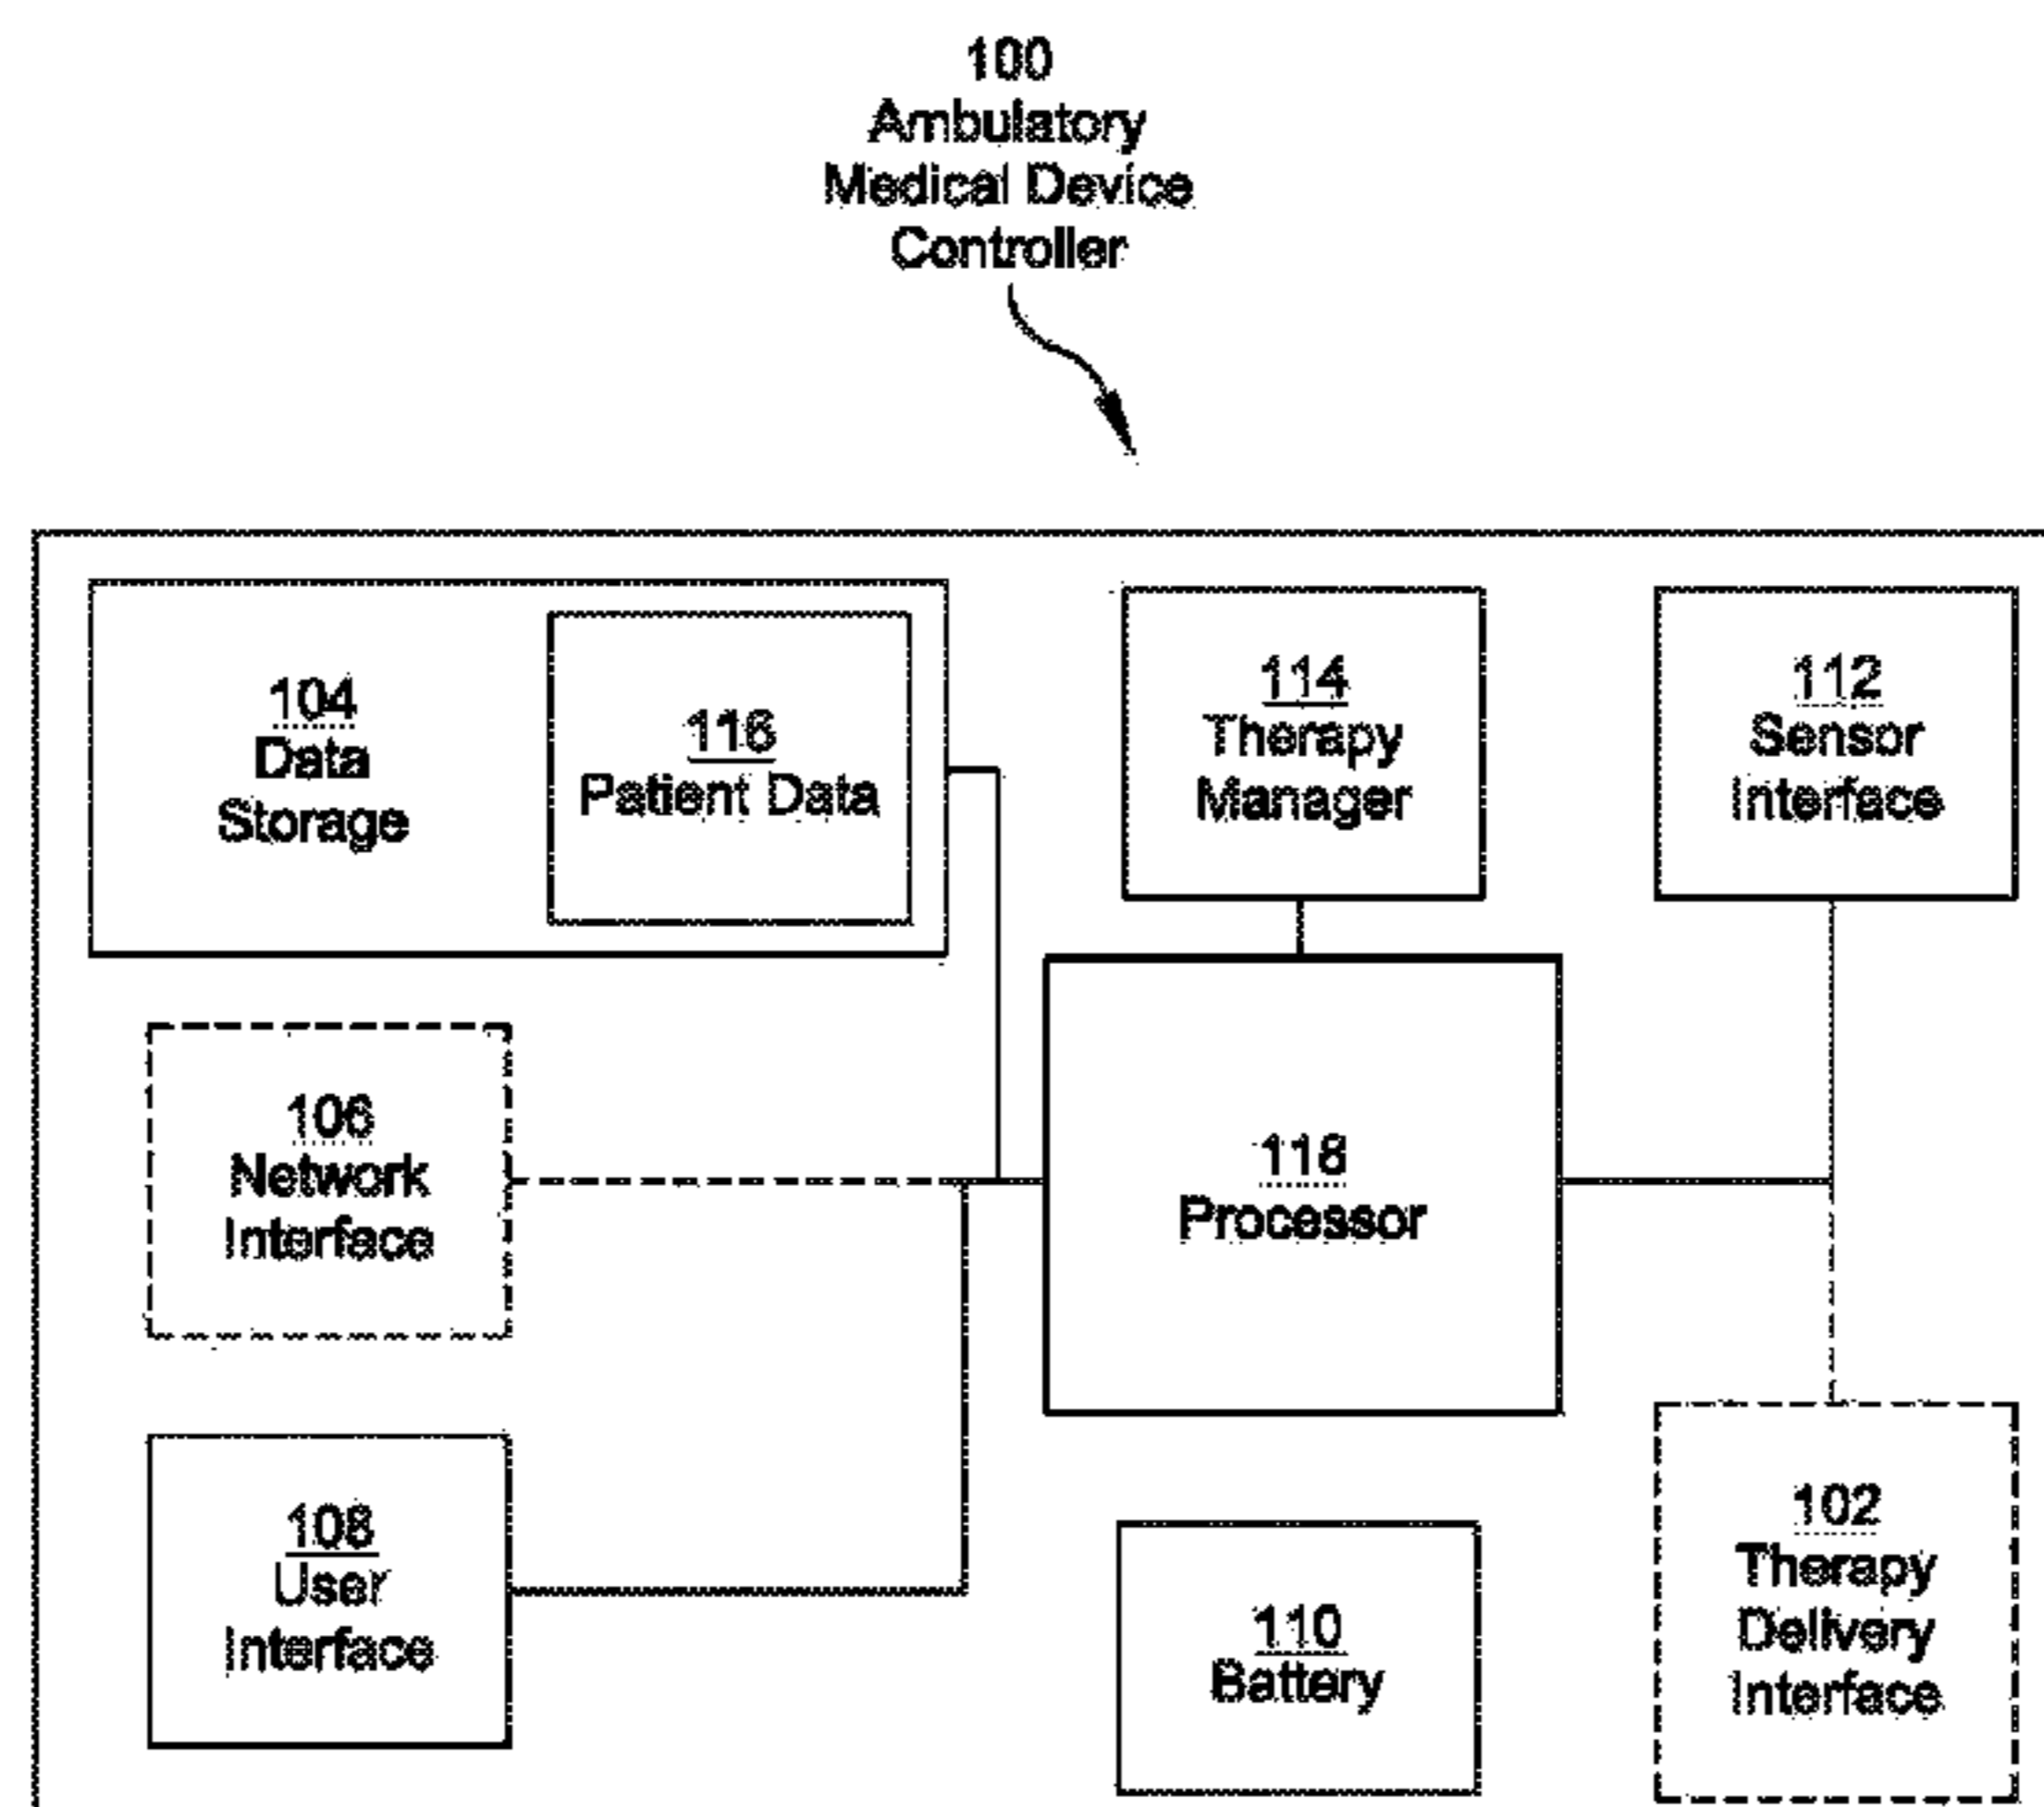 100
Ambulatory
Medical Device
Controller
104
Data
Storage
116
Patient Data
114
Therapy
Manager
112
Sensor
Interface
106
Network
Interface
118
Processor
108
User
Interface
110
Battery
102
Therapy
Delivery
Interface